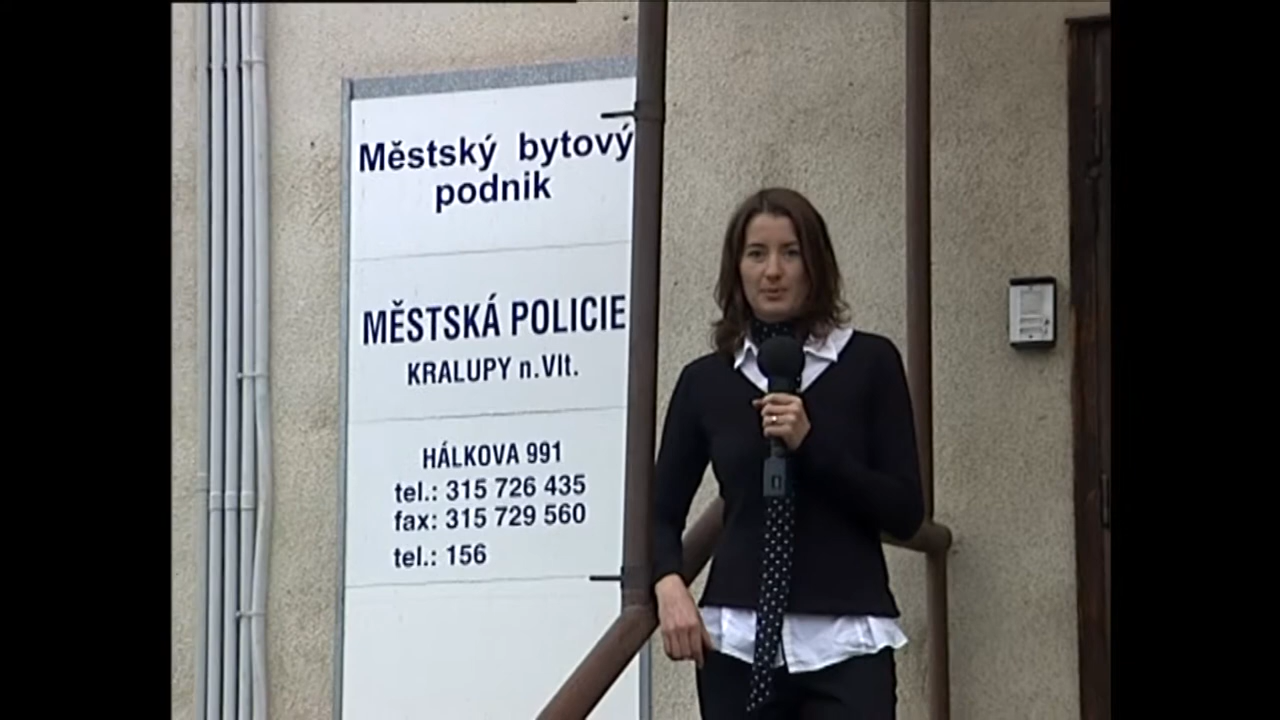 Městský bytový
podnik
MĚSTSKÁ POLICIE
KRALUPY n.Vlt.
HÁLKOVA 991
tel.: 315 726 435
fax: 315 729 560
tel.: 156